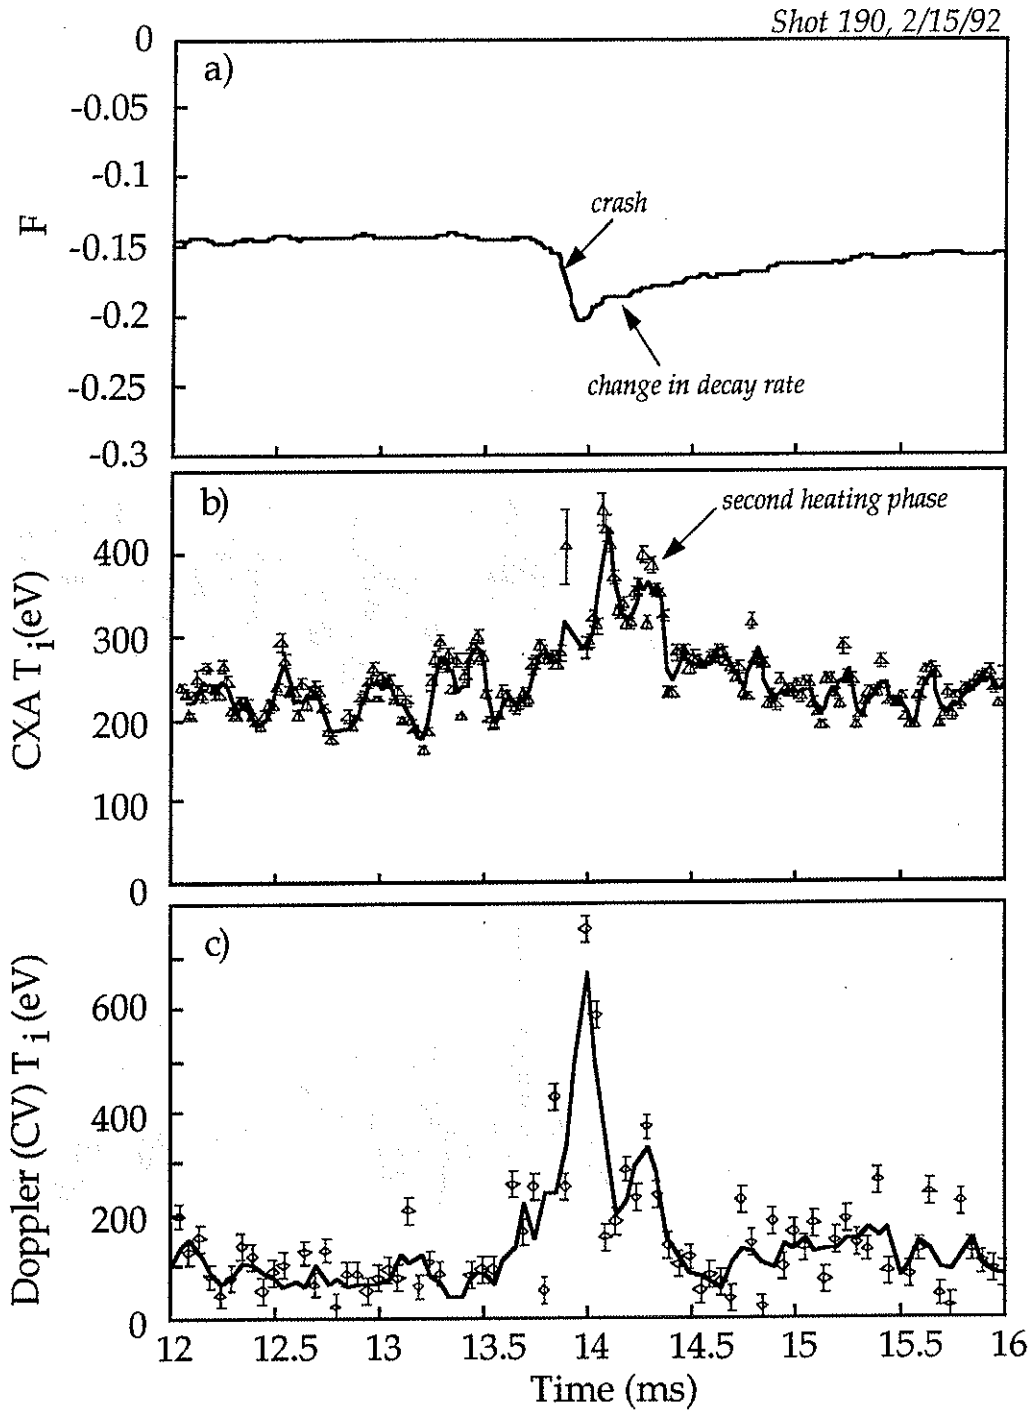 Shot 190, 2/15/92
0
a)
-0.05
-0.1
F
crash
-0.15
-0.2
change in decay rate
-0.25
-0.3
b)
second heating phase
400
CXA T i (eV)
300
200
100
0
c)
600
Doppler (CV) T i (eV)
400
200
0
12 12.5 13 13.5 14 14.5 15 15.5 16
Time (ms)